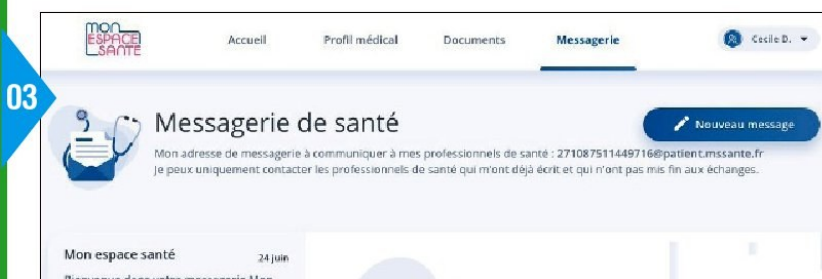 03
MON
ESPACE
SANTÉ
Accueil Profil médical Documents Messagerie Cecile D.
Messagerie de santé
Nouveau message
Mon adresse de messagerie à communiquer à mes professionnels de santé : 271087511449716@patient.mssante.fr
Je peux uniquement contacter les professionnels de santé qui m'ont déjà écrit et qui n'ont pas mis fin aux échanges.
Mon espace santé 24 juin